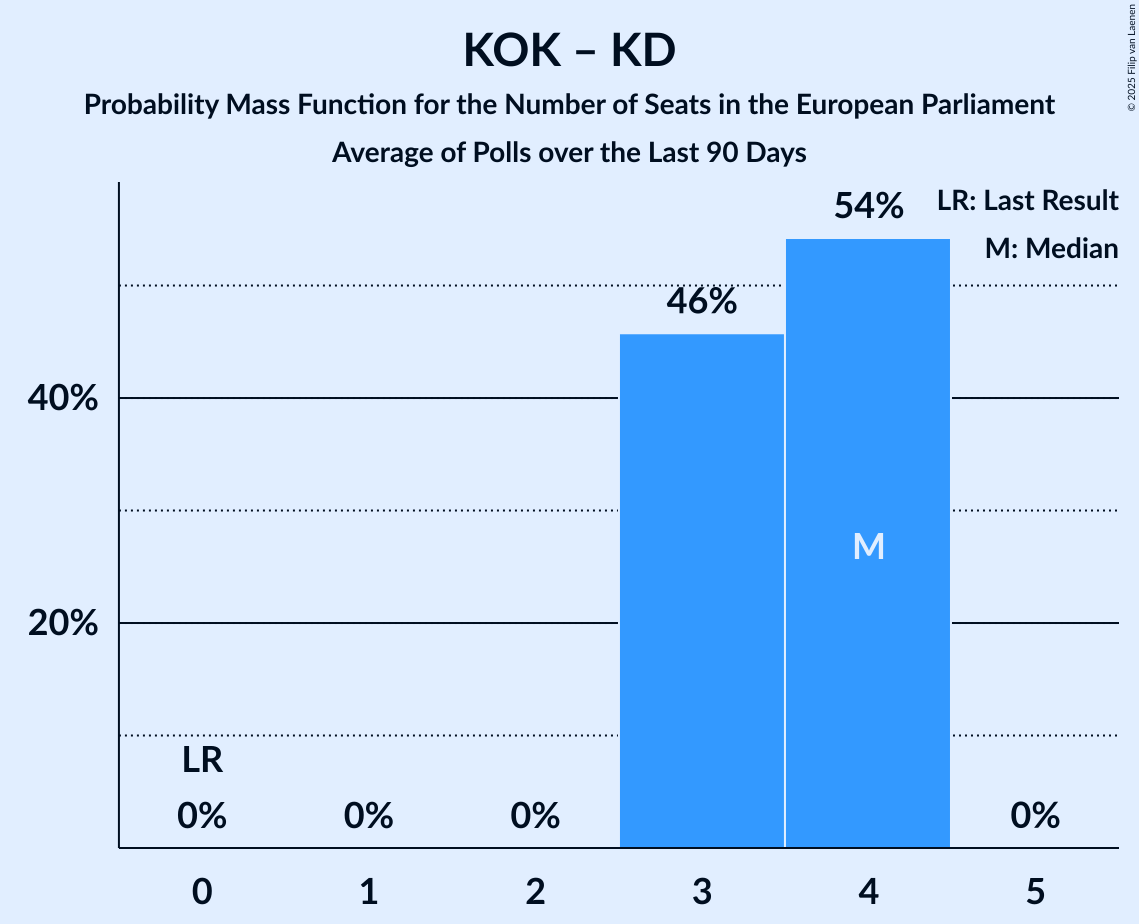 KOK – KD
Probability Mass Function for the Number of Seats in the European Parliament
Average of Polls over the Last 90 Days
© 2025 Filip van Laenen
LR: Last Result
M: Median
54%
46%
40%
20%
M
LR
0%
0%
0%
0%
0
1
2
3
4
5